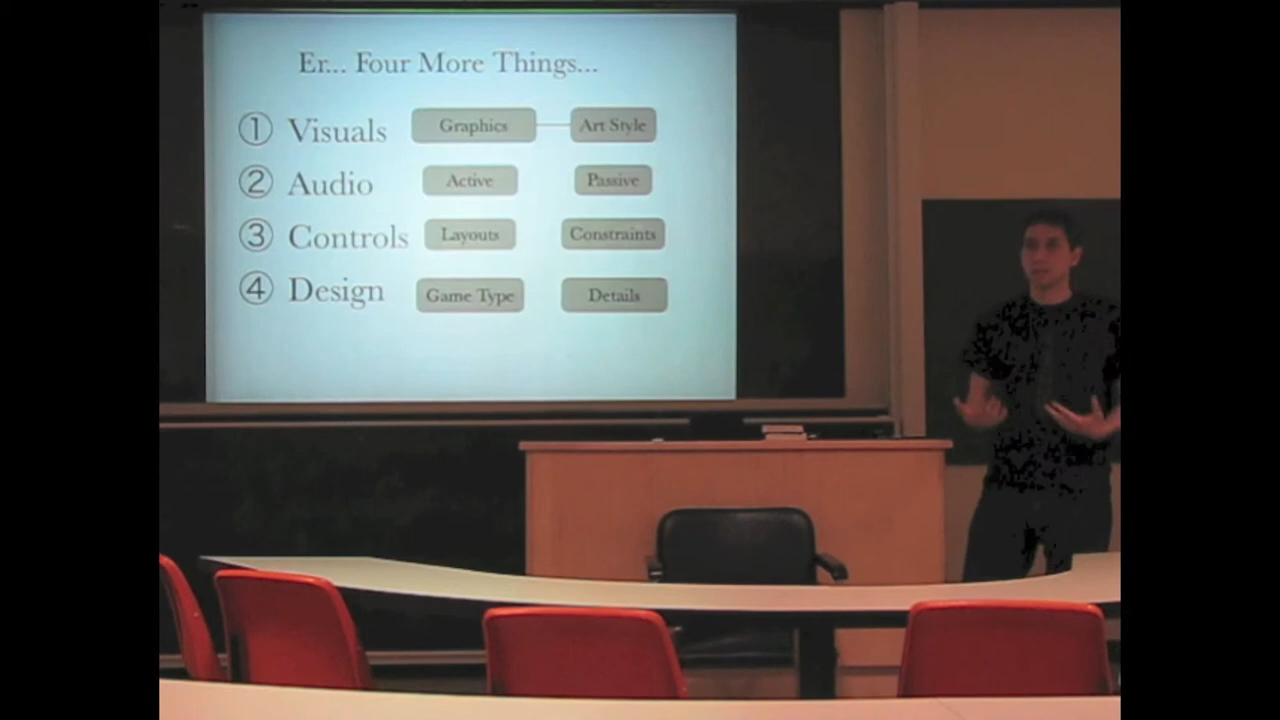 Er... Four More Things...
① Visuals Graphics Art Style
② Audio Active Passive
③ Controls Layouts Constraints
④ Design Game Type Details